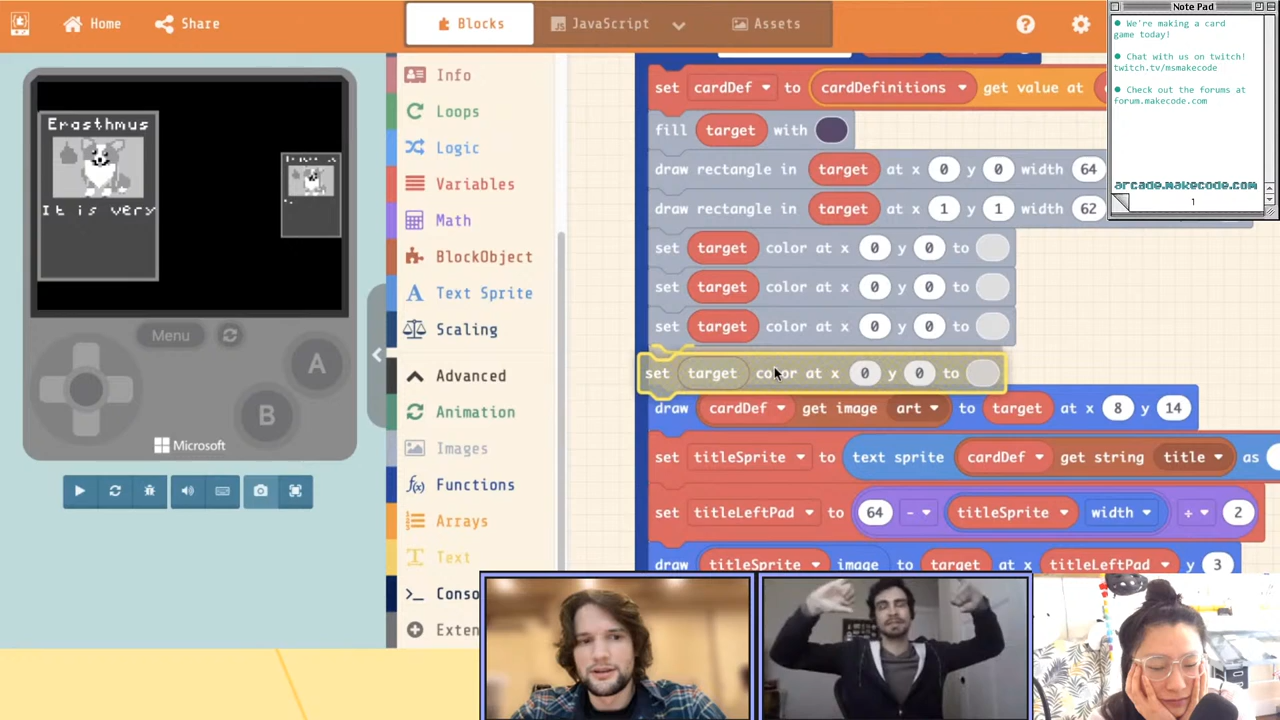 Home
Share
Blocks
JavaScript
Assets
Note Pad
We're making a card
game today!
Chat with us on twitch!
twitch.tv/msmakecode
Check out the forums at
forum.makecode.com
arcade.makecode.com
1
Erasthmus
It is very
Menu
A
B
Microsoft
Info
Loops
Logic
Variables
Math
BlockObject
Text Sprite
Scaling
Advanced
Animation
Images
Functions
Arrays
Text
Conso
Exten
set cardDef to cardDefinitions get value at
fill target with
draw rectangle in target at x 0 y 0 width 64
draw rectangle in target at x 1 y 1 width 62
set target color at x 0 y 0 to
set target color at x 0 y 0 to
set target color at x 0 y 0 to
set target color at x 0 y 0 to
draw cardDef get image art to target at x 8 y 14
set titleSprite to text sprite cardDef get string title as
set titleLeftPad to 64 - titleSprite width ÷ 2
draw titleSprite image to target at x titleLeftPad y 3